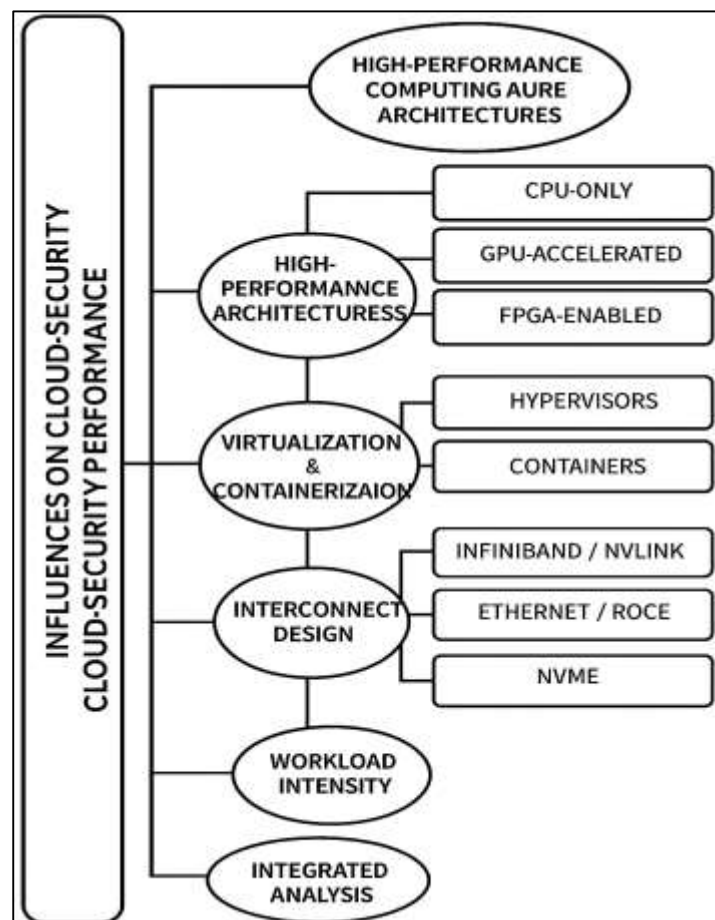 INFLUENCES ON CLOUD-SECURITY
CLOUD-SECURITY PERFORMANCE
HIGH-PERFORMANCE
COMPUTING AURE
ARCHITECTURES
HIGH-
PERFORMANNCE
ARCHITECTURESS
CPU-ONLY
GPU-ACCELERATED
FPGA-ENABLED
VIRTUALIZATION
&
CONTAINERIZAION
HYPERVISORS
CONTAINERS
INTERCONNECT
DESIGN
INFINIBAND / NVLINK
ETHERNET / ROCE
NVME
WORKLOAD
INTENSITY
INTEGRATED
ANALYSIS